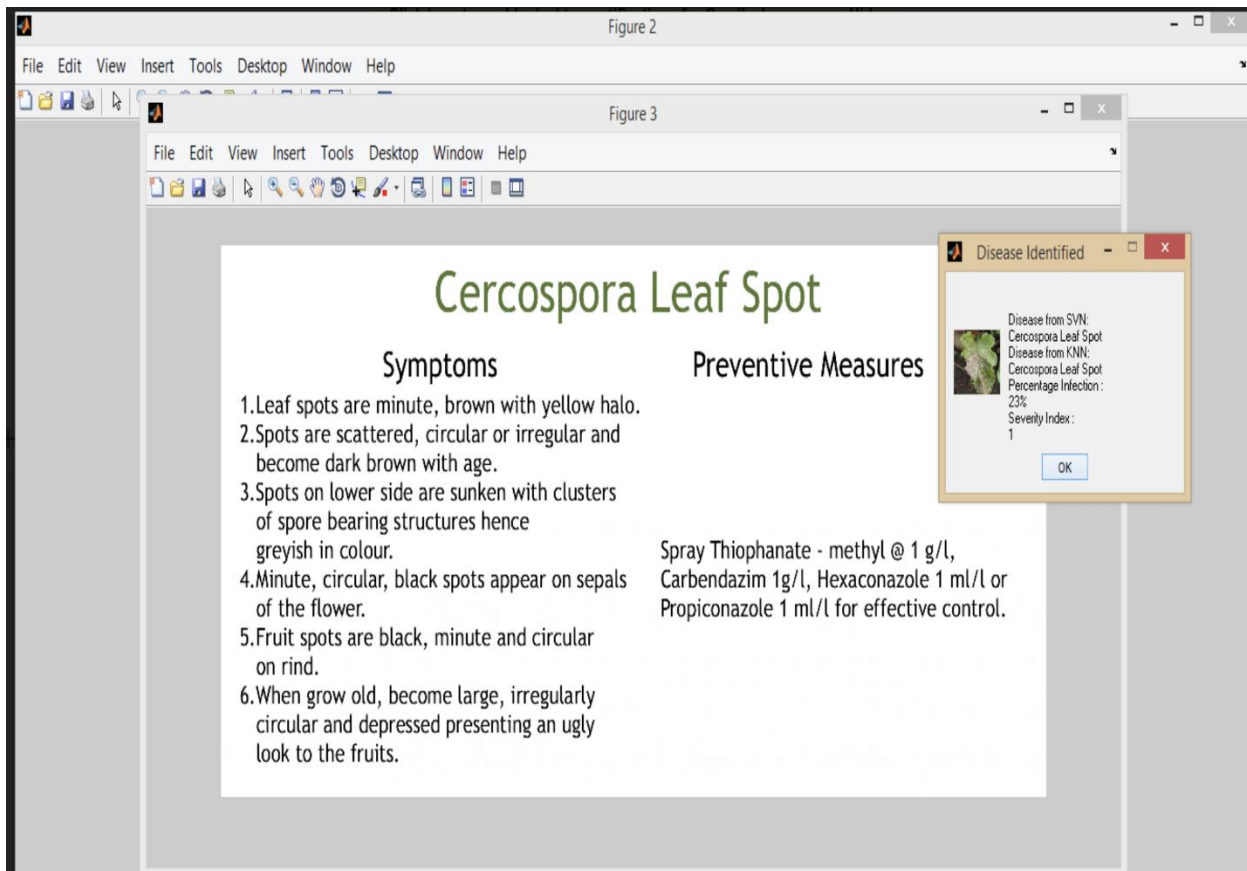 Figure 2
File Edit View Insert Tools Desktop Window Help
Figure 3
File Edit View Insert Tools Desktop Window Help
Cercospora Leaf Spot
Symptoms
1.Leaf spots are minute, brown with yellow halo.
2.Spots are scattered, circular or irregular and
become dark brown with age.
3.Spots on lower side are sunken with clusters
of spore bearing structures hence
greyish in colour.
4.Minute, circular, black spots appear on sepals
of the flower.
5.Fruit spots are black, minute and circular
on rind.
6.When grow old, become large, irregularly
circular and depressed presenting an ugly
look to the fruits.
Preventive Measures
Spray Thiophanate - methyl @ 1 g/l,
Carbendazim 1g/l, Hexaconazole 1 ml/l or
Propiconazole 1 ml/l for effective control.
Disease Identified
Disease from SVN:
Cercospora Leaf Spot
Disease from KNN:
Cercospora Leaf Spot
Percentage Infection :
23%
Severity Index :
1
OK